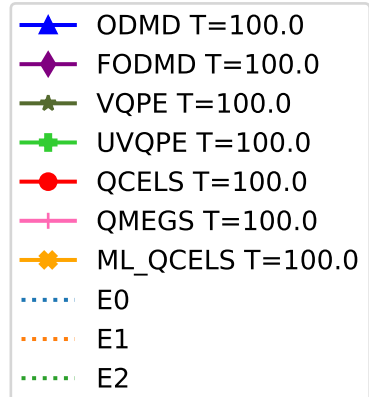 ODMD T=100.0
FODMD T=100.0
VQPE T=100.0
UVQPE T=100.0
QCELS T=100.0
QMEGS T=100.0
ML_QCELS T=100.0
E0
E1
E2